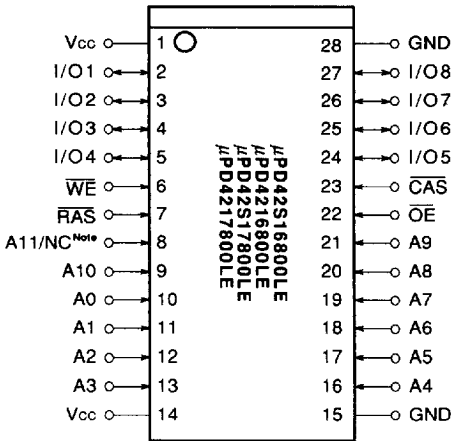 Vcc 1 28 GND
I/O1 2 27 I/O8
I/O2 3 26 I/O7
I/O3 4 25 I/O6
I/O4 5 24 I/O5
WE 6 23 CAS
RAS 7 22 OE
A11/NC Note 8 21 A9
A10 9 20 A8
A0 10 19 A7
A1 11 18 A6
A2 12 17 A5
A3 13 16 A4
Vcc 14 15 GND
μPD42S16800LE
μPD4216800LE
μPD42S17800LE
μPD4217800LE